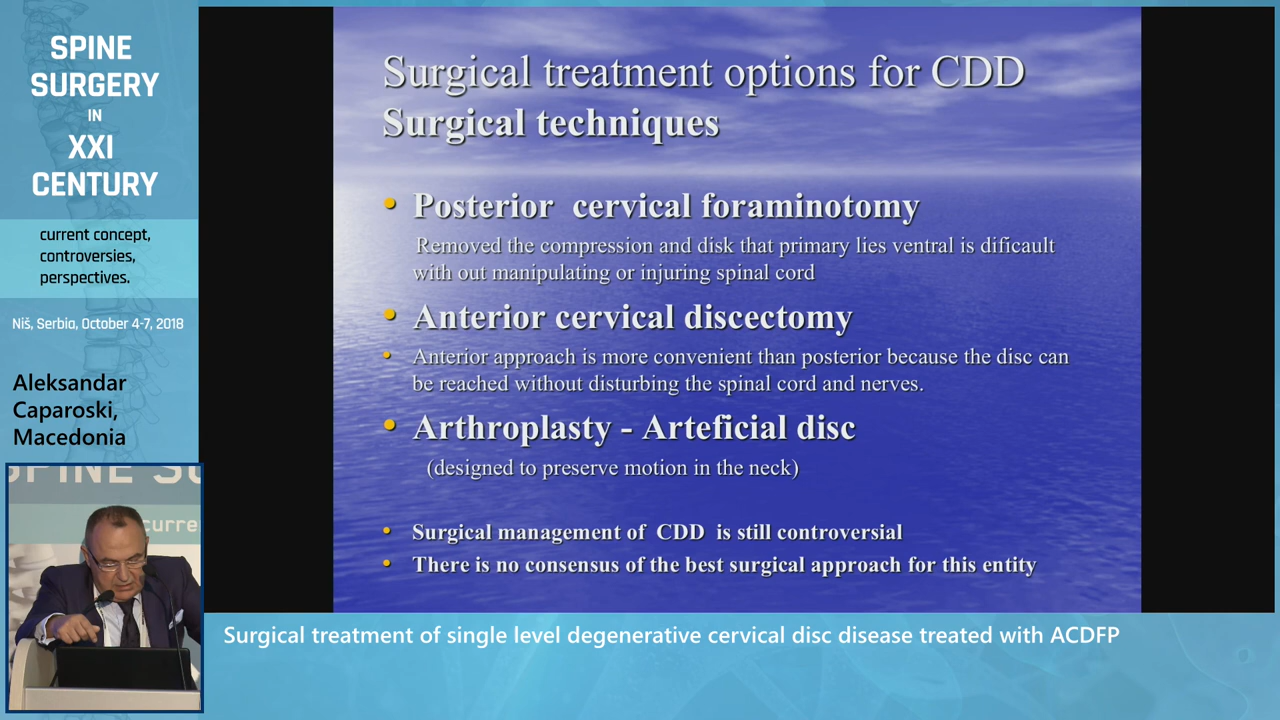 SPINE
SURGERY
IN
XXI
CENTURY
current concept,
controversies,
perspectives.
Niš, Serbia, October 4-7, 2018
Aleksandar
Caparoski,
Macedonia
SPINE SU
curre
Surgical treatment options for CDD
Surgical techniques
• Posterior cervical foraminotomy
Removed the compression and disk that primary lies ventral is dificault
with out manipulating or injuring spinal cord
• Anterior cervical discectomy
• Anterior approach is more convenient than posterior because the disc can
be reached without disturbing the spinal cord and nerves.
• Arthroplasty - Arteficial disc
(designed to preserve motion in the neck)
• Surgical management of CDD is still controversial
• There is no consensus of the best surgical approach for this entity
Surgical treatment of single level degenerative cervical disc disease treated with ACDFP